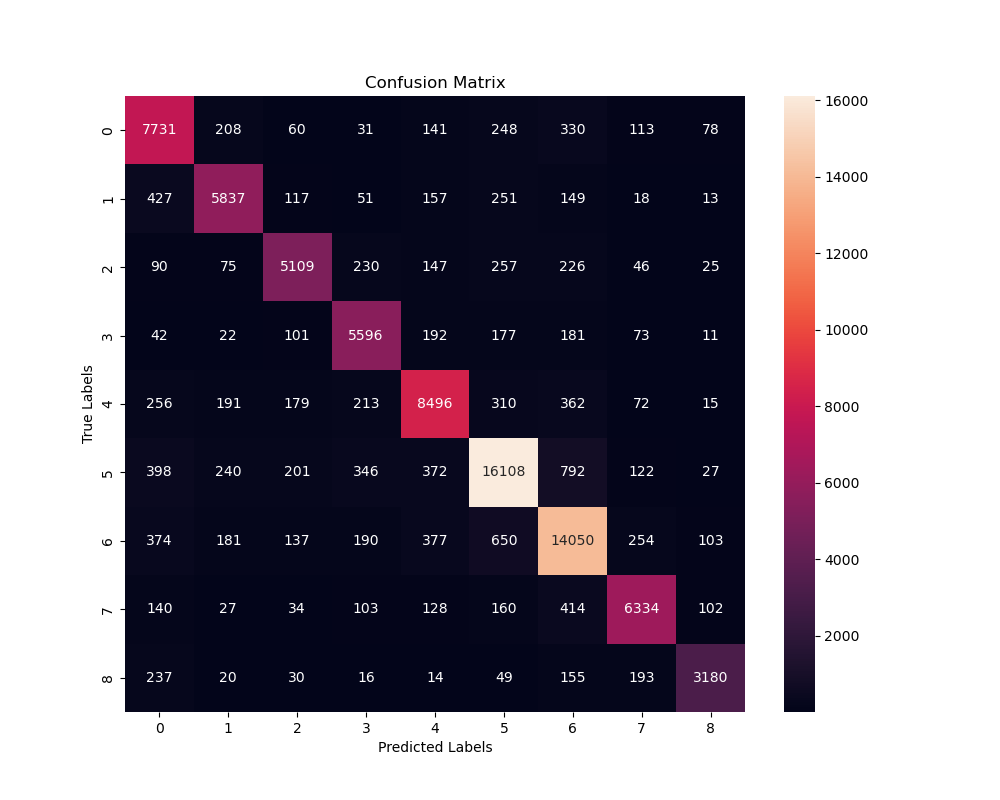 Confusion Matrix
0 7731 208 60 31 141 248 330 113 78
1 427 5837 117 51 157 251 149 18 13
2 90 75 5109 230 147 257 226 46 25
3 42 22 101 5596 192 177 181 73 11
4 256 191 179 213 8496 310 362 72 15
5 398 240 201 346 372 16108 792 122 27
6 374 181 137 190 377 650 14050 254 103
7 140 27 34 103 128 160 414 6334 102
8 237 20 30 16 14 49 155 193 3180
0 1 2 3 4 5 6 7 8
Predicted Labels
True Labels
16000
14000
12000
10000
8000
6000
4000
2000